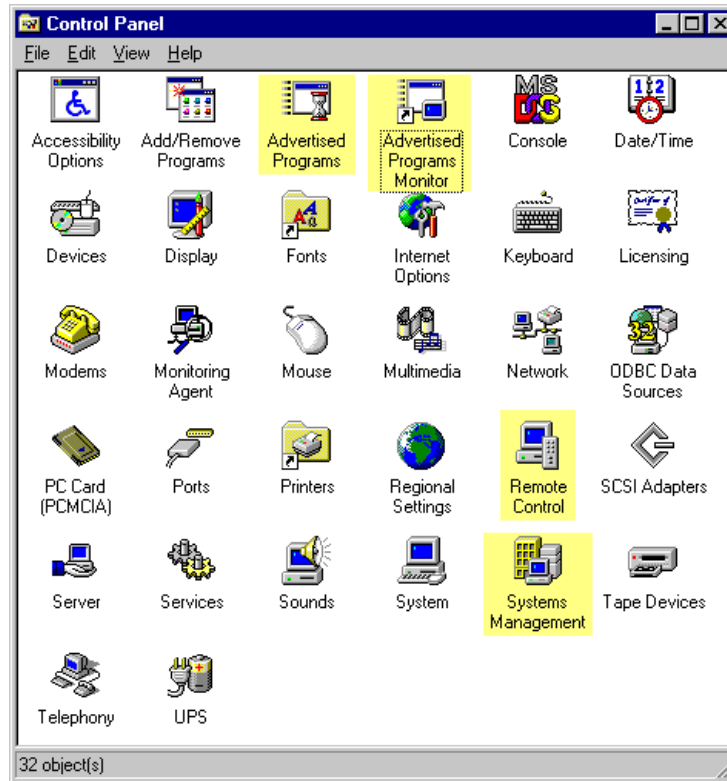 Control Panel
File Edit View Help
Accessibility Options
Add/Remove Programs
Advertised Programs
Advertised Programs Monitor
MS DOS
Console
12
Date/Time
Devices
Display
Fonts
Internet Options
Keyboard
Licensing
Modems
Monitoring Agent
Mouse
Multimedia
Network
32
ODBC Data Sources
PC Card (PCMCIA)
Ports
Printers
Regional Settings
Remote Control
SCSI Adapters
Server
Services
Sounds
System
Systems Management
Tape Devices
Telephony
UPS
32 object(s)